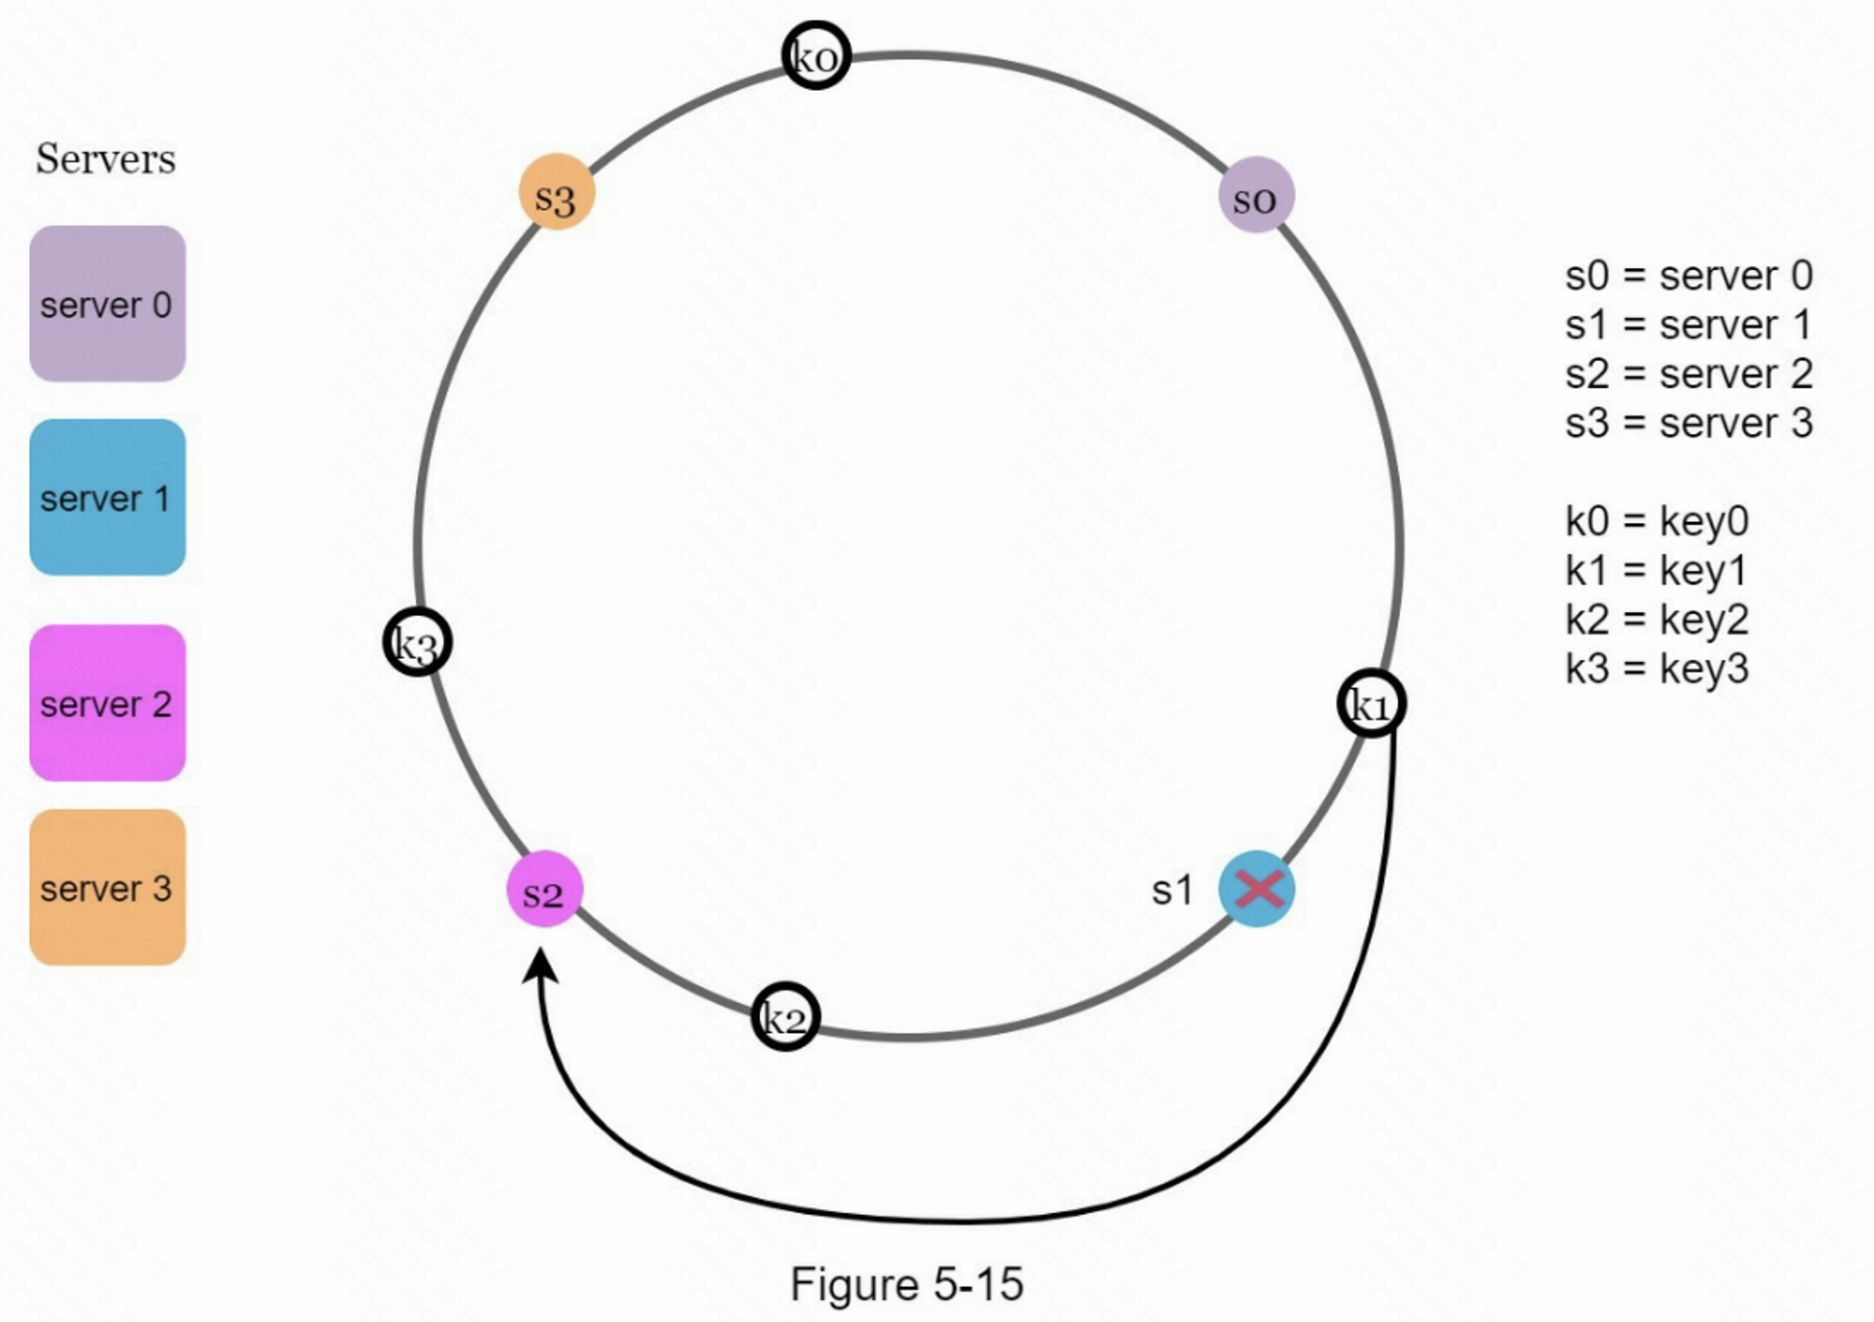 Servers
server 0
server 1
server 2
server 3
k0
s3
s0
k3
k1
s2
s1
k2
s0 = server 0
s1 = server 1
s2 = server 2
s3 = server 3
k0 = key0
k1 = key1
k2 = key2
k3 = key3
Figure 5-15